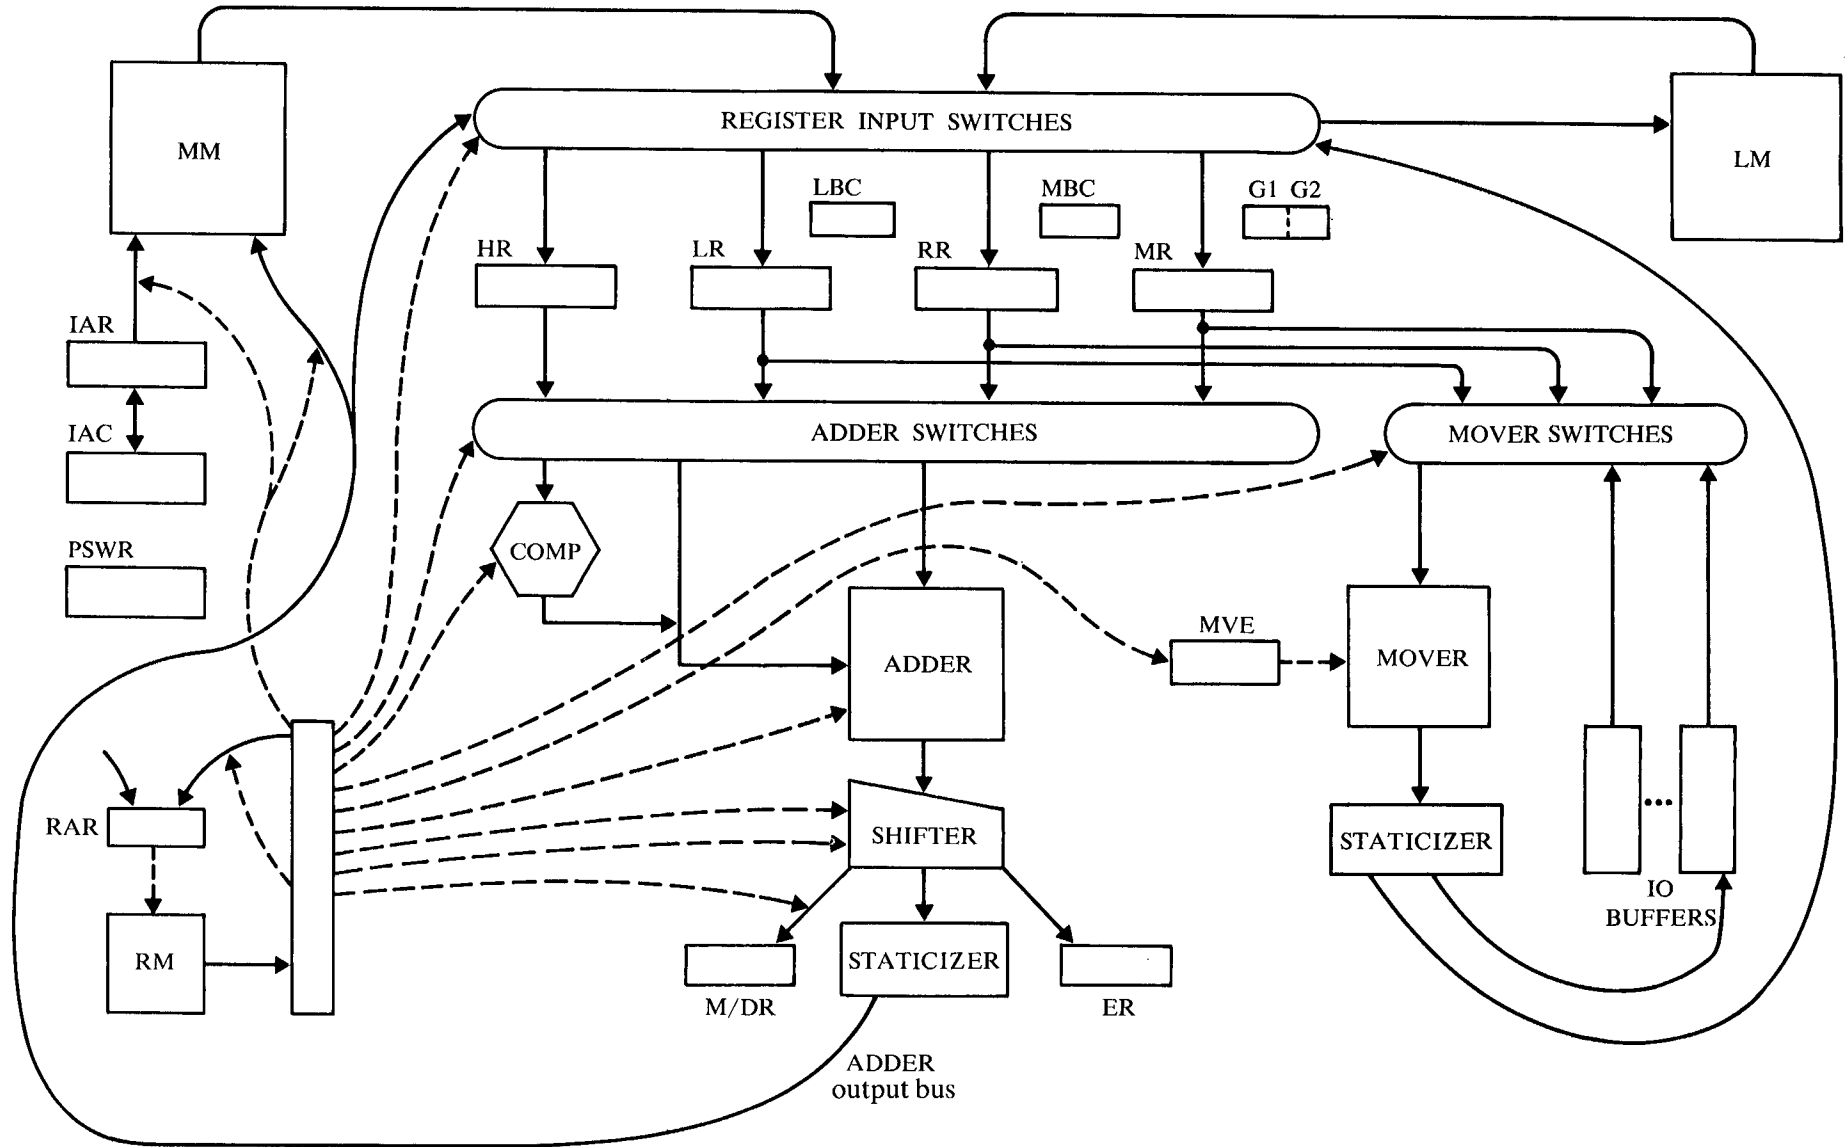 REGISTER INPUT SWITCHES
MM
LM
LBC
MBC
G1 G2
HR
LR
RR
MR
IAR
IAC
ADDER SWITCHES
MOVER SWITCHES
PSWR
COMP
MVE
ADDER
MOVER
RAR
SHIFTER
STATICIZER
IO
BUFFERS
RM
STATICIZER
M/DR
ER
ADDER
output bus